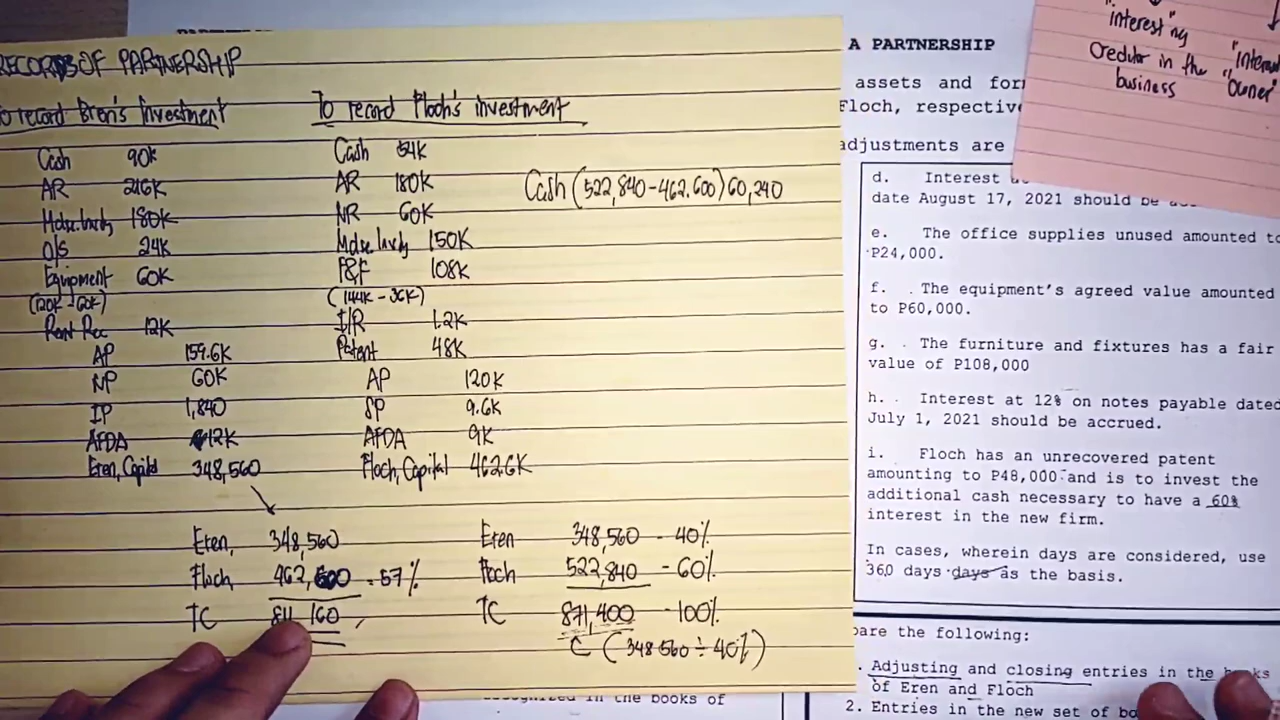 RECORDS OF PARTNERSHIP
To record Eren's Investment
Cash 90K
AR 216K
Mdse. Invty 180K
O/S 24K
Equipment 60K
(120K - 60K)
Rent Rec 12K
AP 159.6K
NP 60K
IP 1,840
AFDA 12K
Eren, Capital 348,560
To record Floch's investment
Cash 54K
AR 180K
NR 60K
Mdse. Invty 150K
F&F 108K
(144K - 36K)
I/R 1.2K
Patent 48K
AP 120K
SP 9.6K
AFDA 9K
Floch, Capital 462.6K
Cash (522,840 - 462,600) 60,240
Eren, 348,560
Floch 462,600 - 57%
TC 811,160
Eren 348,560 - 40%
Floch 522,840 - 60%
TC 871,400 - 100%
(348 560 ÷ 40%)
"interest"
Creditor in the
business
"owner"
A PARTNERSHIP
assets and
Floch,
adjustments are
d. Interest
date August 17, 2021 should be
e. The office supplies unused amounted to
P24,000.
f. The equipment's agreed value amounted
to P60,000.
g. The furniture and fixtures has a fair
value of P108,000
h. Interest at 12% on notes payable dated
July 1, 2021 should be accrued.
i. Floch has an unrecovered patent
amounting to P48,000 and is to invest the
additional cash necessary to have a 60%
interest in the new firm.
In cases, wherein days are considered, use
360 days days as the basis.
the following:
Adjusting and closing entries in the
of Eren and Floch
2. Entries in the new set of
in the books of